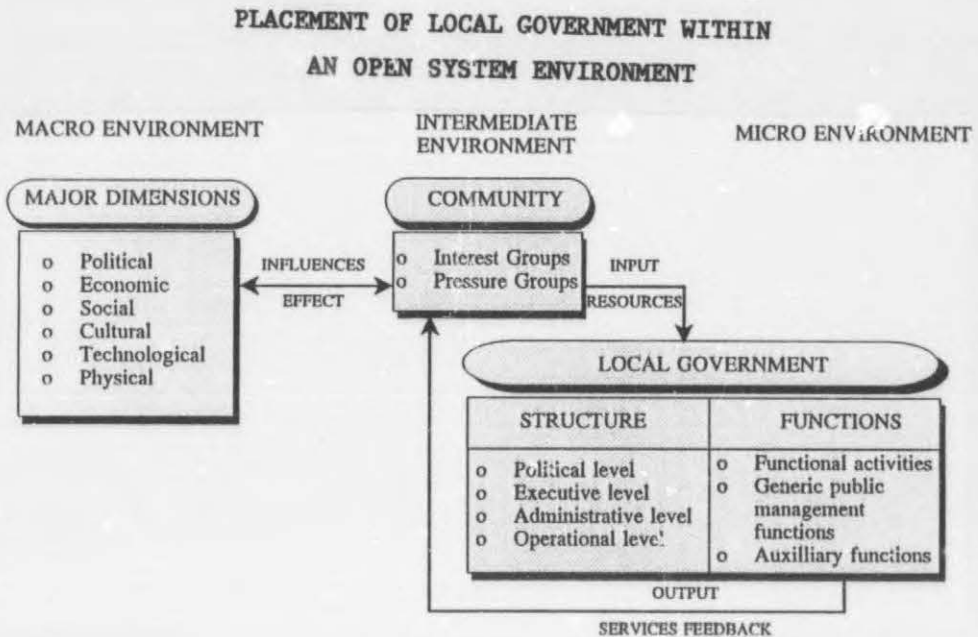 PLACEMENT OF LOCAL GOVERNMENT WITHIN
AN OPEN SYSTEM ENVIRONMENT
MACRO ENVIRONMENT
INTERMEDIATE
ENVIRONMENT
MICRO ENVIRONMENT
MAJOR DIMENSIONS
o Political
o Economic
o Social
o Cultural
o Technological
o Physical
INFLUENCES
EFFECT
COMMUNITY
o Interest Groups
o Pressure Groups
INPUT
RESOURCES
LOCAL GOVERNMENT
STRUCTURE
o Political level
o Executive level
o Administrative level
o Operational level
FUNCTIONS
o Functional activities
o Generic public
management
functions
o Auxilliary functions
OUTPUT
SERVICES FEEDBACK